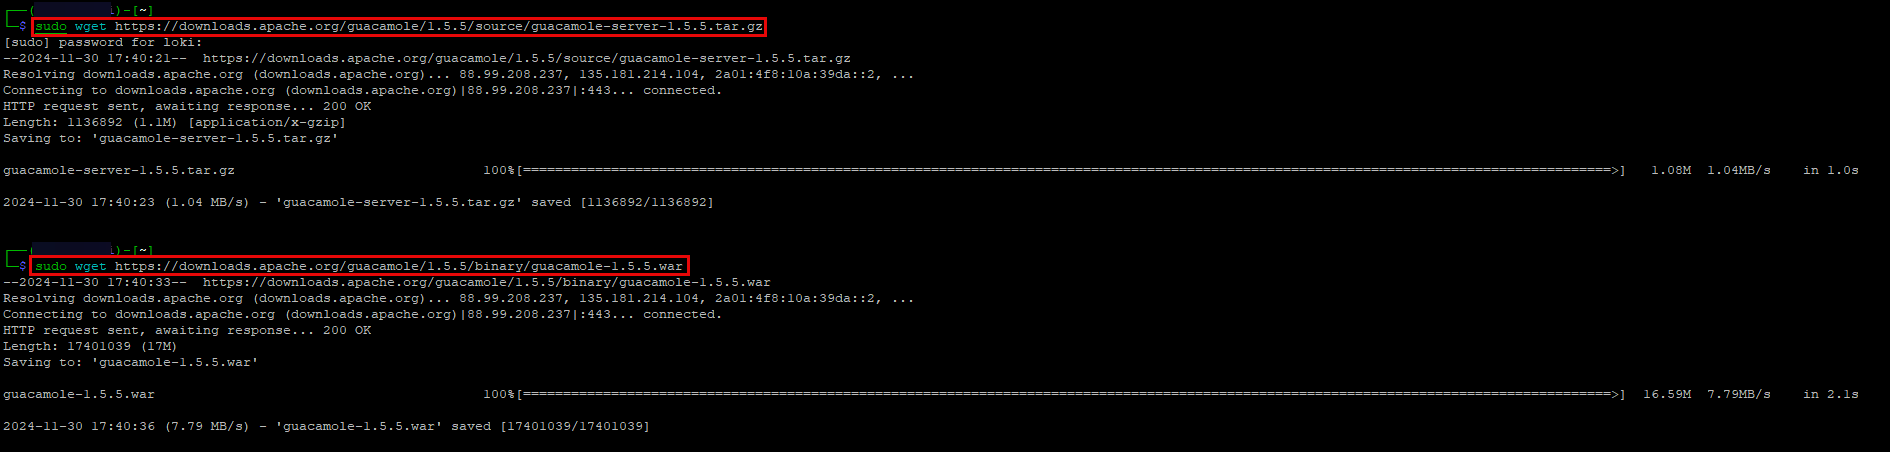 ┌──(         )-[~]
└─$ sudo wget https://downloads.apache.org/guacamole/1.5.5/source/guacamole-server-1.5.5.tar.gz
[sudo] password for loki:
--2024-11-30 17:40:21--  https://downloads.apache.org/guacamole/1.5.5/source/guacamole-server-1.5.5.tar.gz
Resolving downloads.apache.org (downloads.apache.org)... 88.99.208.237, 135.181.214.104, 2a01:4f8:10a:39da::2, ...
Connecting to downloads.apache.org (downloads.apache.org)|88.99.208.237|:443... connected.
HTTP request sent, awaiting response... 200 OK
Length: 1136892 (1.1M) [application/x-gzip]
Saving to: 'guacamole-server-1.5.5.tar.gz'
guacamole-server-1.5.5.tar.gz 100%[=======================================>] 1.08M 1.04MB/s in 1.0s
2024-11-30 17:40:23 (1.04 MB/s) - 'guacamole-server-1.5.5.tar.gz' saved [1136892/1136892]
┌──(         )-[~]
└─$ sudo wget https://downloads.apache.org/guacamole/1.5.5/binary/guacamole-1.5.5.war
--2024-11-30 17:40:33--  https://downloads.apache.org/guacamole/1.5.5/binary/guacamole-1.5.5.war
Resolving downloads.apache.org (downloads.apache.org)... 88.99.208.237, 135.181.214.104, 2a01:4f8:10a:39da::2, ...
Connecting to downloads.apache.org (downloads.apache.org)|88.99.208.237|:443... connected.
HTTP request sent, awaiting response... 200 OK
Length: 17401039 (17M)
Saving to: 'guacamole-1.5.5.war'
guacamole-1.5.5.war 100%[=======================================>] 16.59M 7.79MB/s in 2.1s
2024-11-30 17:40:36 (7.79 MB/s) - 'guacamole-1.5.5.war' saved [17401039/17401039]